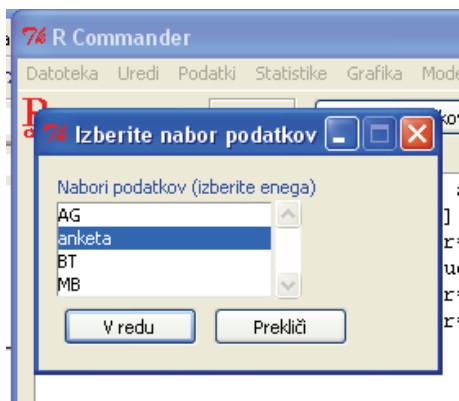 R Commander
Datoteka Uredi Podatki Statistike Grafika Mode
Izberite nabor podatkov
Nabori podatkov (izberite enega)
AG
anketa
BT
MB
V redu Prekliči